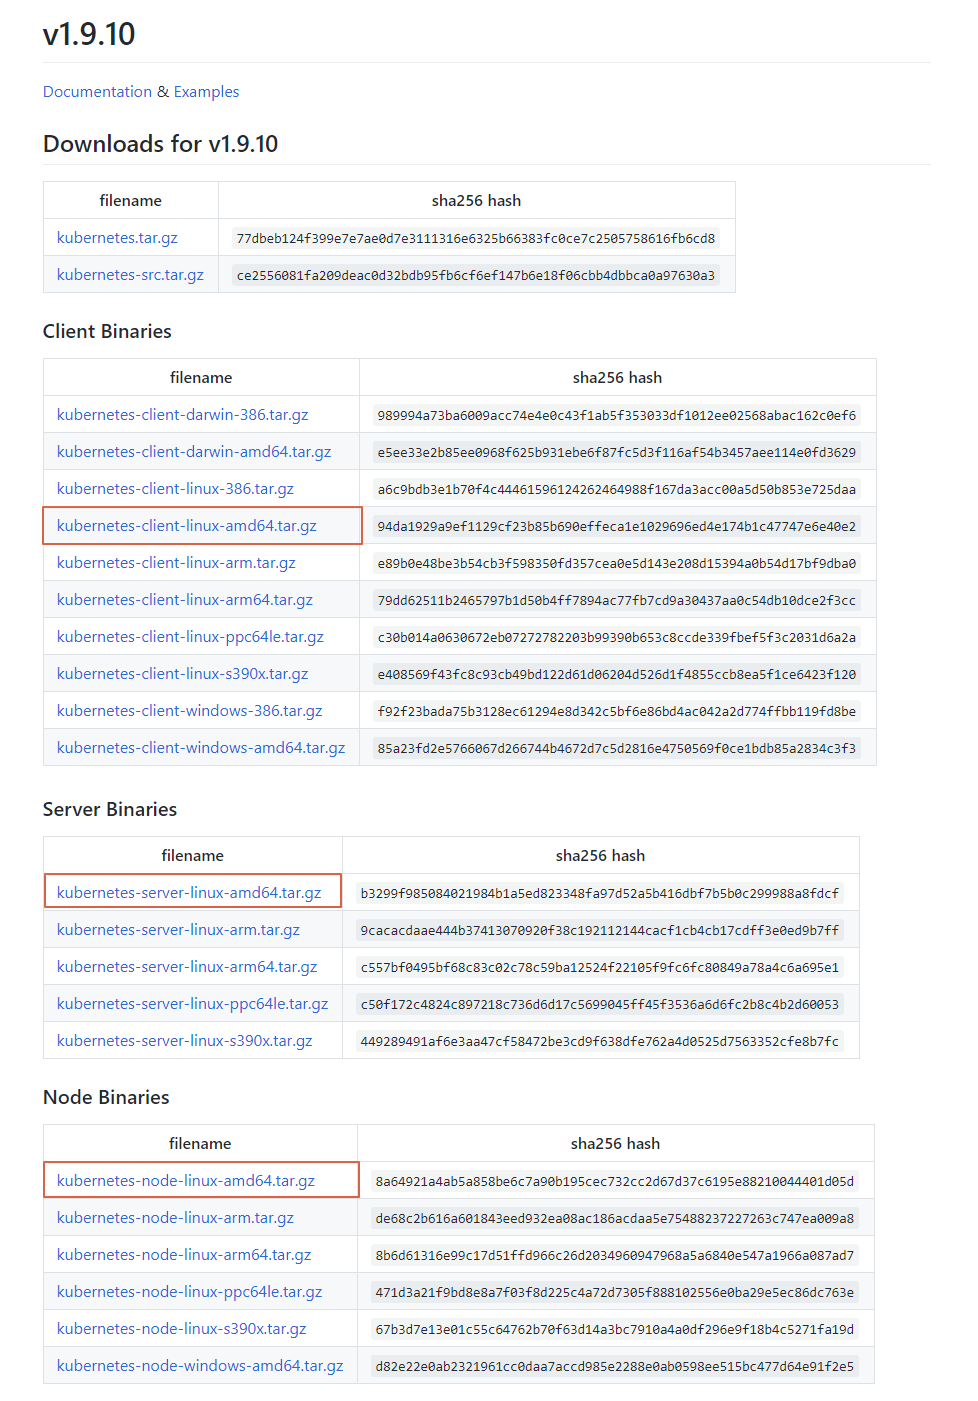 v1.9.10
Documentation & Examples
Downloads for v1.9.10
filename sha256 hash
kubernetes.tar.gz 77dbeb124f399e7e7ae0d7e3111316e6325b66383fc0ce7c2505758616fb6cd8
kubernetes-src.tar.gz ce2556081fa209deac0d32bdb95fb6cf6ef147b6e18f06cbb4dbbca0a97630a3
Client Binaries
filename sha256 hash
kubernetes-client-darwin-386.tar.gz 989994a73ba6009acc74e4e0c43f1ab5f353033df1012ee02568abac162c0ef6
kubernetes-client-darwin-amd64.tar.gz e5ee33e2b85ee0968f625b931ebe6f87fc5d3f116af54b3457aee114e0fd3629
kubernetes-client-linux-386.tar.gz a6c9bdb3e1b70f4c44461596124262464988f167da3acc00a5d50b853e725daa
kubernetes-client-linux-amd64.tar.gz 94da1929a9ef1129cf23b85b690effeca1e1029696ed4e174b1c47747e6e40e2
kubernetes-client-linux-arm.tar.gz e89b0e48be3b54cb3f598350fd357cea0e5d143e208d15394a0b54d17bf9dba0
kubernetes-client-linux-arm64.tar.gz 79dd62511b2465797b1d50b4ff7894ac77fb7cd9a30437aa0c54db10dce2f3cc
kubernetes-client-linux-ppc64le.tar.gz c30b014a0630672eb07272782203b99390b653c8ccde339fbef5f3c2031d6a2a
kubernetes-client-linux-s390x.tar.gz e408569f43fc8c93cb49bd122d61d06204d526d1f4855ccb8ea5f1ce6423f120
kubernetes-client-windows-386.tar.gz f92f23bada75b3128ec61294e8d342c5bf6e86bd4ac042a2d774ffbb119fd8be
kubernetes-client-windows-amd64.tar.gz 85a23fd2e5766067d266744b4672d7c5d2816e4750569f0ce1bdb85a2834c3f3
Server Binaries
filename sha256 hash
kubernetes-server-linux-amd64.tar.gz b3299f985084021984b1a5ed823348fa97d52a5b416dbf7b5b0c299988a8fdcf
kubernetes-server-linux-arm.tar.gz 9cacacdaae444b37413070920f38c192112144cacf1cb4cb17cdff3e0ed9b7ff
kubernetes-server-linux-arm64.tar.gz c557bf0495bf68c83c02c78c59ba12524f22105f9fc6fc80849a78a4c6a695e1
kubernetes-server-linux-ppc64le.tar.gz c50f172c4824c897218c736d6d17c5699045ff45f3536a6d6fc2b8c4b2d60053
kubernetes-server-linux-s390x.tar.gz 449289491af6e3aa47cf58472be3cd9f638dfe762a4d0525d7563352cfe8b7fc
Node Binaries
filename sha256 hash
kubernetes-node-linux-amd64.tar.gz 8a64921a4ab5a858be6c7a90b195cec732cc2d67d37c6195e88210044401d05d
kubernetes-node-linux-arm.tar.gz de68c2b616a601843eed932ea08ac186acdaa5e75488237227263c747ea009a8
kubernetes-node-linux-arm64.tar.gz 8b6d61316e99c17d51ffd966c26d2034960947968a5a6840e547a1966a087ad7
kubernetes-node-linux-ppc64le.tar.gz 471d3a21f9bd8e8a7f03f8d225c4a72d7305f888102556e0ba29e5ec86dc763e
kubernetes-node-linux-s390x.tar.gz 67b3d7e13e01c55c64762b70f63d14a3bc7910a4a0df296e9f18b4c5271fa19d
kubernetes-node-windows-amd64.tar.gz d82e22e0ab2321961cc0daa7accd985e2288e0ab0598ee515bc477d64e91f2e5